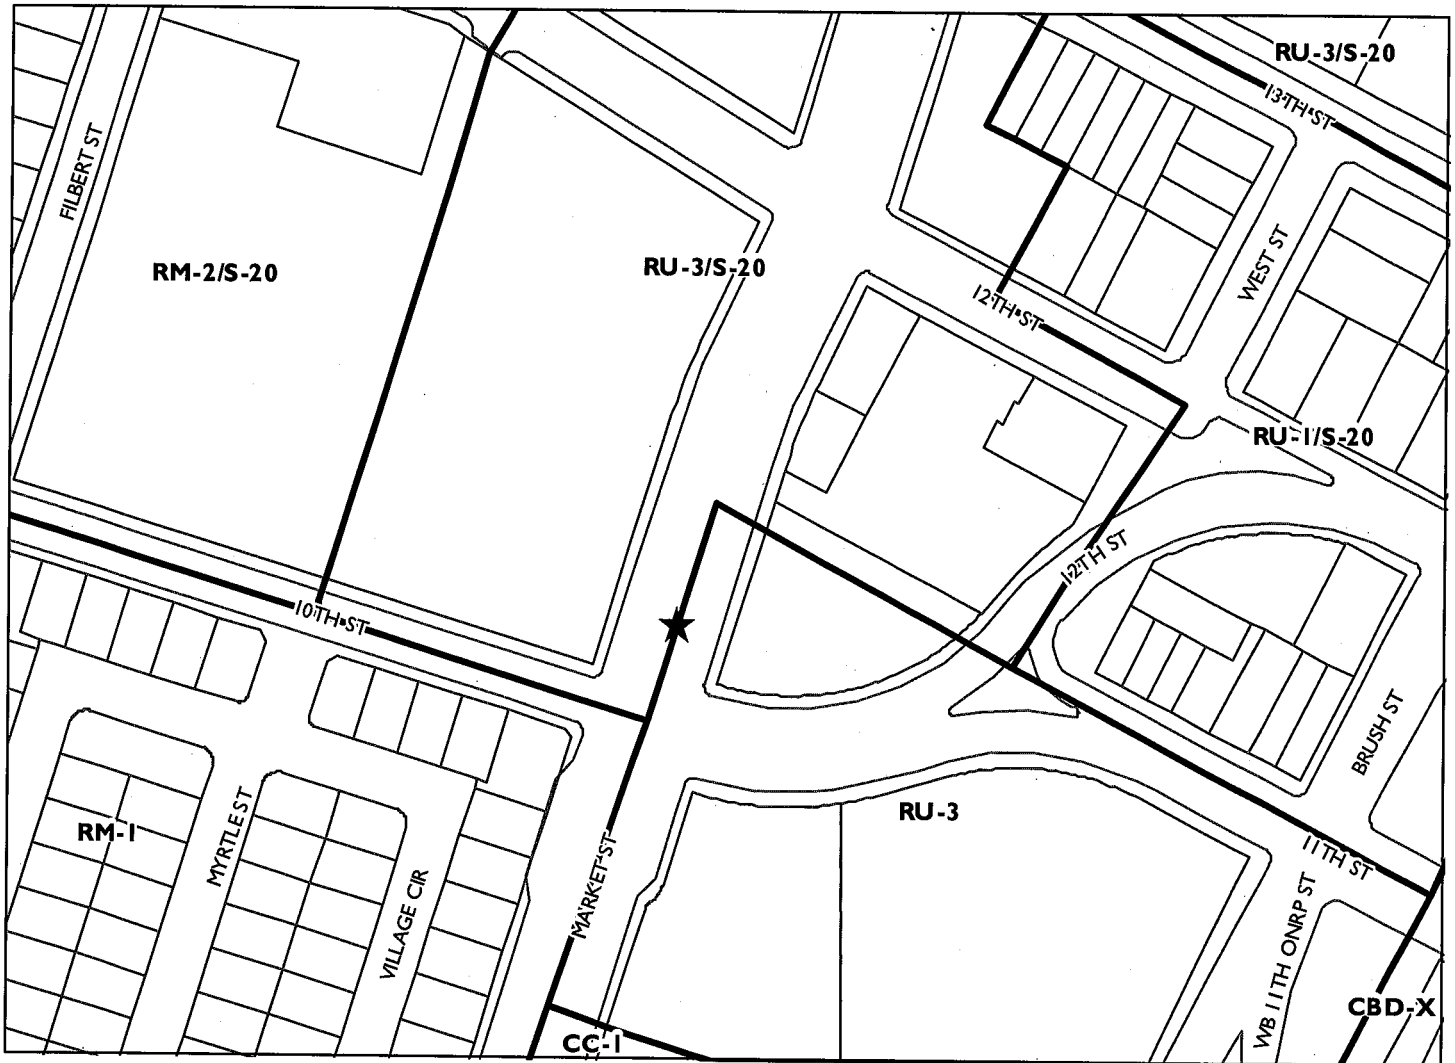 RU-3/S-20
13TH ST
FILBERT ST
RM-2/S-20
RU-3/S-20
WEST ST
12TH ST
RU-1/S-20
12TH ST
10TH ST
BRUSH ST
RM-1
MYRTLE ST
VILLAGE CIR
MARKET ST
RU-3
11TH ST
WB 11TH ONRP ST
CBD-X
CC-1